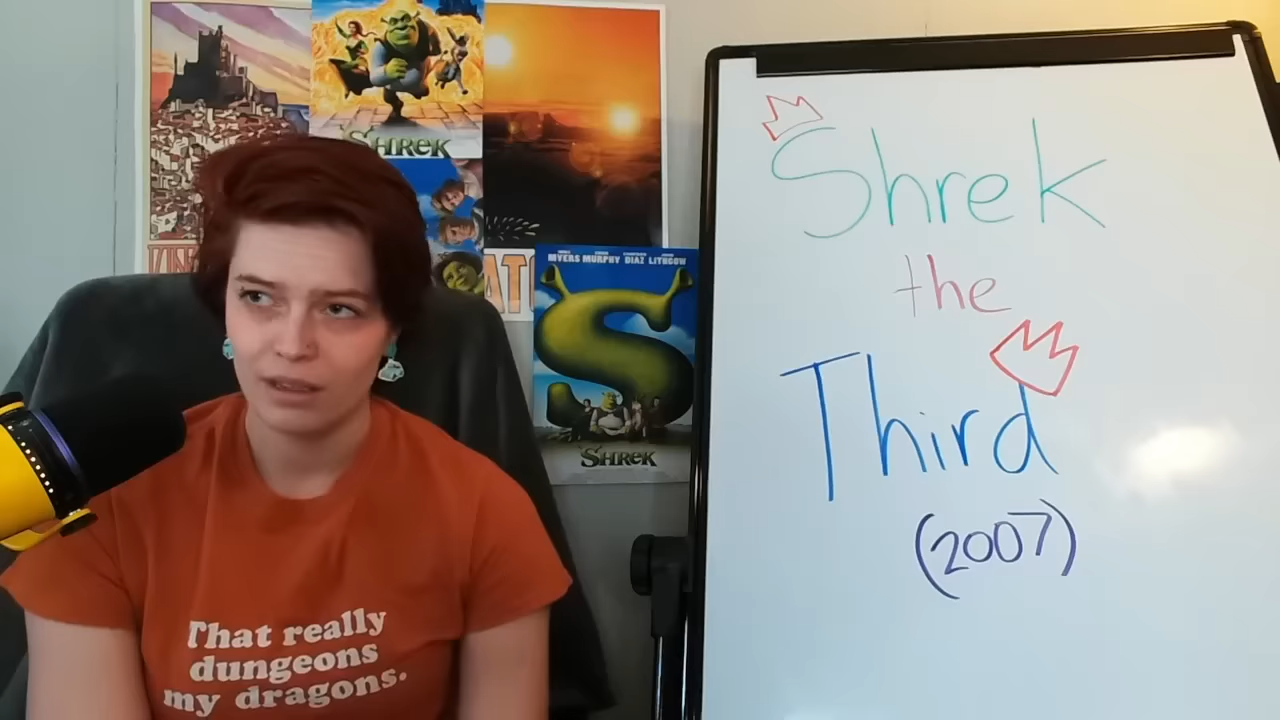 SHREK
MYERS MURPHY DIAZ LITHGOW
SHREK
That really
dungeons
my dragons.
Shrek
the
Third
(2007)